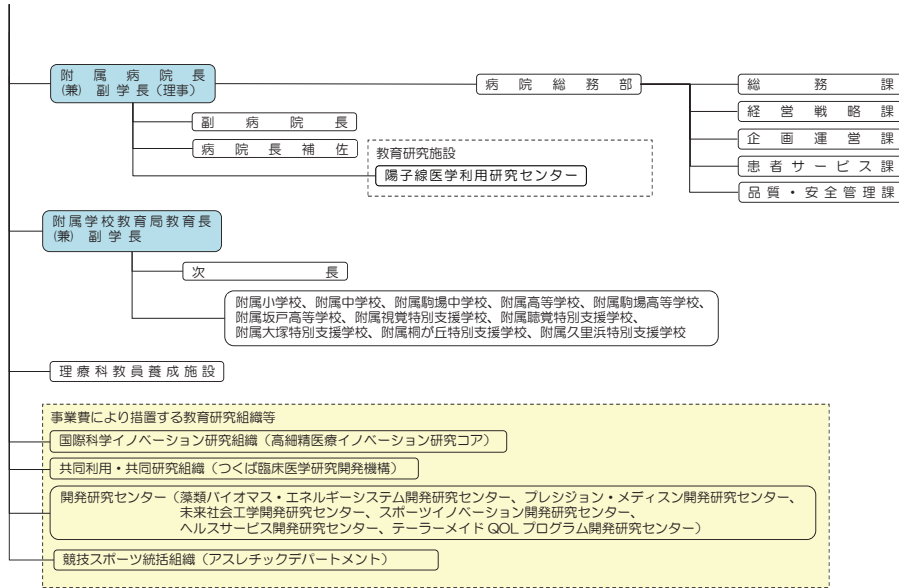 附属病院長
(兼) 副学長（理事）
病院総務部
総務課
経営戦略課
企画運営課
患者サービス課
品質・安全管理課
副病院長
病院長補佐
教育研究施設
陽子線医学利用研究センター
附属学校教育局教育長
(兼) 副学長
次長
附属小学校、附属中学校、附属駒場中学校、附属高等学校、附属駒場高等学校、
附属坂戸高等学校、附属視覚特別支援学校、附属聴覚特別支援学校、
附属大塚特別支援学校、附属桐が丘特別支援学校、附属久里浜特別支援学校
理療科教員養成施設
事業費により措置する教育研究組織等
国際科学イノベーション研究組織（高細精医療イノベーション研究コア）
共同利用・共同研究組織（つくば臨床医学研究開発機構）
開発研究センター（藻類バイオマス・エネルギーシステム開発研究センター、プレシジョン・メディスン開発研究センター、
未来社会工学開発研究センター、スポーツイノベーション開発研究センター、
ヘルスサービス開発研究センター、テーラーメイドQOLプログラム開発研究センター）
競技スポーツ統括組織（アスレチックデパートメント）